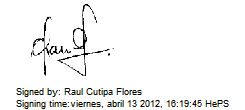 Signed by: Raul Cutipa Flores
Signing time:viernes, abril 13 2012, 16:19:45 HePS